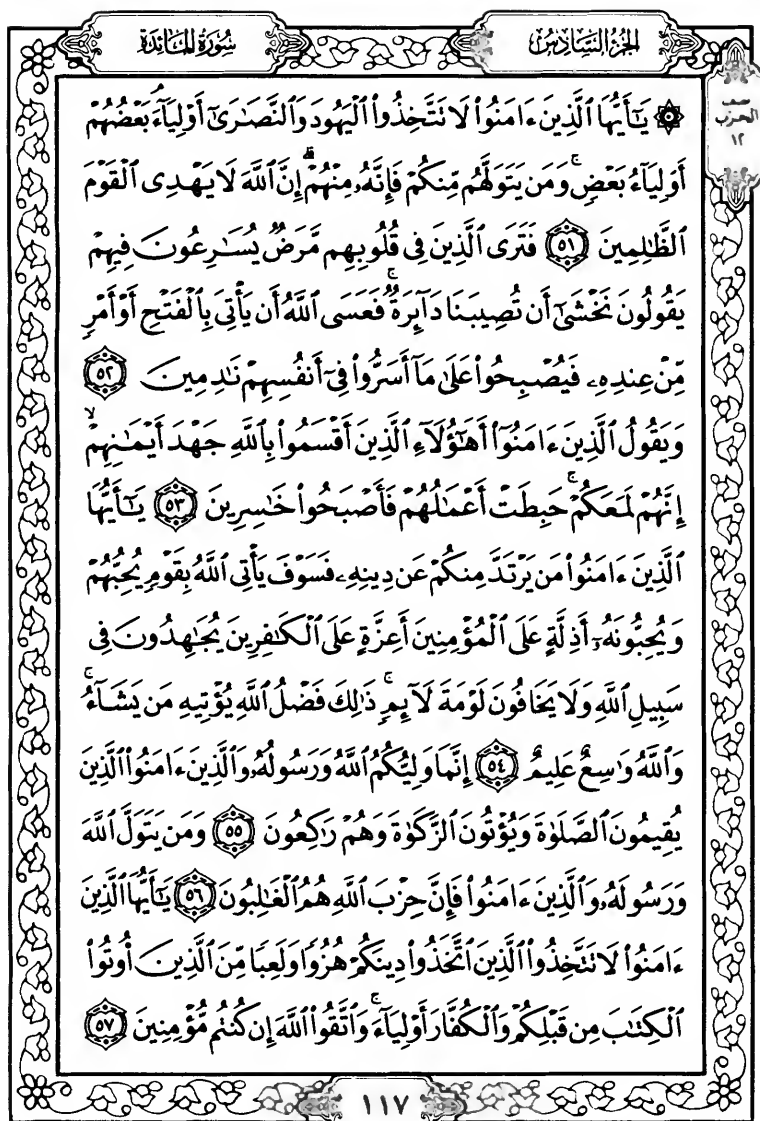 الجزء السادس
سورة المائدة
نصف
الحزب
١٢
۞ يَـٰٓأَيُّهَا ٱلَّذِينَ ءَامَنُوا۟ لَا تَتَّخِذُوا۟ ٱلْيَهُودَ وَٱلنَّصَـٰرَىٰٓ أَوْلِيَآءَۘ بَعْضُهُمْ
أَوْلِيَآءُ بَعْضٍۚ وَمَن يَتَوَلَّهُم مِّنكُمْ فَإِنَّهُۥ مِنْهُمْۗ إِنَّ ٱللَّهَ لَا يَهْدِى ٱلْقَوْمَ
ٱلظَّـٰلِمِينَ ٥١ فَتَرَى ٱلَّذِينَ فِى قُلُوبِهِم مَّرَضٌ يُسَـٰرِعُونَ فِيهِمْ
يَقُولُونَ نَخْشَىٰٓ أَن تُصِيبَنَا دَآئِرَةٌۚ فَعَسَى ٱللَّهُ أَن يَأْتِىَ بِٱلْفَتْحِ أَوْ أَمْرٍ
مِّنْ عِندِهِۦ فَيُصْبِحُوا۟ عَلَىٰ مَآ أَسَرُّوا۟ فِىٓ أَنفُسِهِمْ نَـٰدِمِينَ ٥٢
وَيَقُولُ ٱلَّذِينَ ءَامَنُوٓا۟ أَهَـٰٓؤُلَآءِ ٱلَّذِينَ أَقْسَمُوا۟ بِٱللَّهِ جَهْدَ أَيْمَـٰنِهِمْۙ
إِنَّهُمْ لَمَعَكُمْۚ حَبِطَتْ أَعْمَـٰلُهُمْ فَأَصْبَحُوا۟ خَـٰسِرِينَ ٥٣ يَـٰٓأَيُّهَا
ٱلَّذِينَ ءَامَنُوا۟ مَن يَرْتَدَّ مِنكُمْ عَن دِينِهِۦ فَسَوْفَ يَأْتِى ٱللَّهُ بِقَوْمٍ يُحِبُّهُمْ
وَيُحِبُّونَهُۥٓ أَذِلَّةٍ عَلَى ٱلْمُؤْمِنِينَ أَعِزَّةٍ عَلَى ٱلْكَـٰفِرِينَ يُجَـٰهِدُونَ فِى
سَبِيلِ ٱللَّهِ وَلَا يَخَافُونَ لَوْمَةَ لَآئِمٍۚ ذَٰلِكَ فَضْلُ ٱللَّهِ يُؤْتِيهِ مَن يَشَآءُۚ
وَٱللَّهُ وَٰسِعٌ عَلِيمٌ ٥٤ إِنَّمَا وَلِيُّكُمُ ٱللَّهُ وَرَسُولُهُۥ وَٱلَّذِينَ ءَامَنُوا۟ ٱلَّذِينَ
يُقِيمُونَ ٱلصَّلَوٰةَ وَيُؤْتُونَ ٱلزَّكَوٰةَ وَهُمْ رَٰكِعُونَ ٥٥ وَمَن يَتَوَلَّ ٱللَّهَ
وَرَسُولَهُۥ وَٱلَّذِينَ ءَامَنُوا۟ فَإِنَّ حِزْبَ ٱللَّهِ هُمُ ٱلْغَـٰلِبُونَ ٥٦ يَـٰٓأَيُّهَا ٱلَّذِينَ
ءَامَنُوا۟ لَا تَتَّخِذُوا۟ ٱلَّذِينَ ٱتَّخَذُوا۟ دِينَكُمْ هُزُوًا وَلَعِبًا مِّنَ ٱلَّذِينَ أُوتُوا۟
ٱلْكِتَـٰبَ مِن قَبْلِكُمْ وَٱلْكُفَّارَ أَوْلِيَآءَۚ وَٱتَّقُوا۟ ٱللَّهَ إِن كُنتُم مُّؤْمِنِينَ ٥٧
١١٧